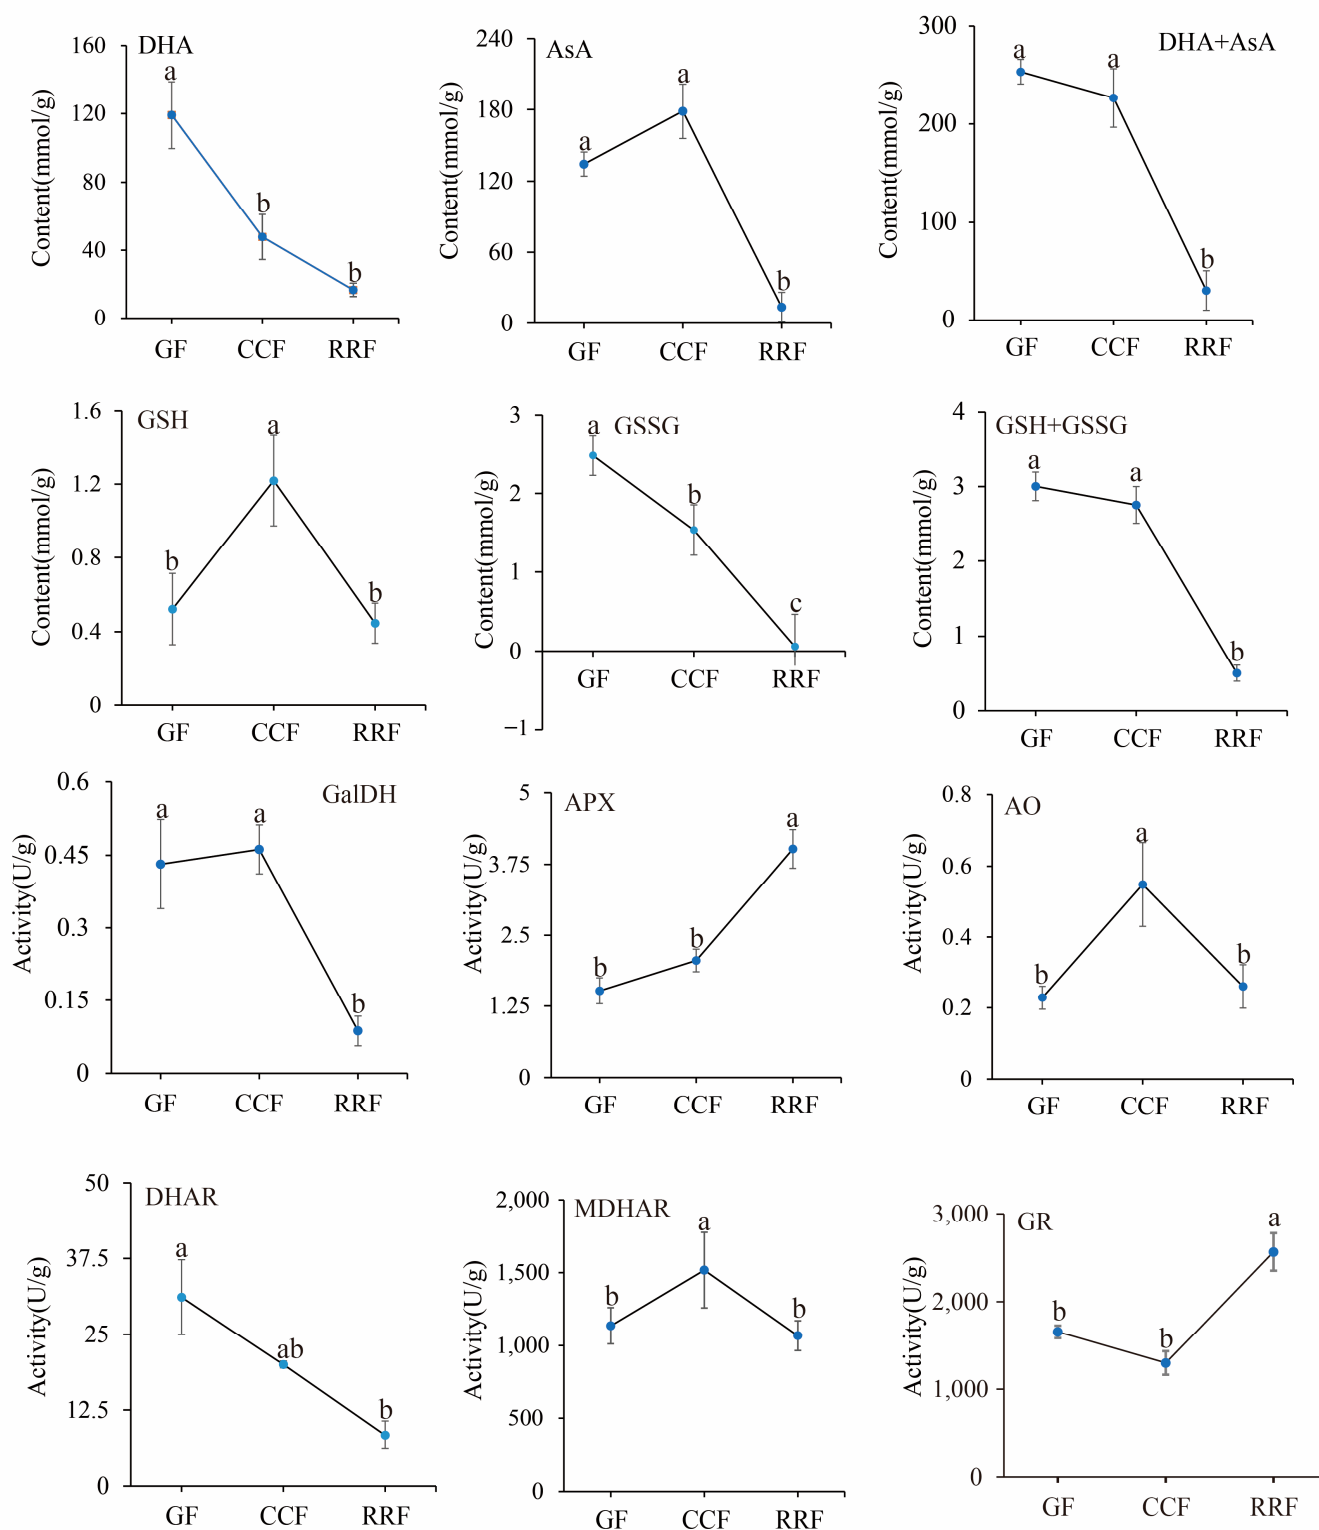 DHA
Content(mmol/g)
160
120
80
40
0
a
b
b
GF CCF RRF
AsA
Content(mmol/g)
240
180
120
60
0
a
a
b
GF CCF RRF
DHA+AsA
Content(mmol/g)
300
200
100
0
a
a
b
GF CCF RRF
GSH
Content(mmol/g)
1.6
1.2
0.8
0.4
0
b
a
b
GF CCF RRF
GSSG
Content(mmol/g)
3
2
1
0
−1
a
b
c
GF CCF RRF
GSH+GSSG
Content(mmol/g)
4
3
2
1
0
a
a
b
GF CCF RRF
GalDH
Activity(U/g)
0.6
0.45
0.3
0.15
0
a
a
b
GF CCF RRF
APX
Activity(U/g)
5
3.75
2.5
1.25
0
b
b
a
GF CCF RRF
AO
Activity(U/g)
0.8
0.6
0.4
0.2
0
b
a
b
GF CCF RRF
DHAR
Activity(U/g)
50
37.5
25
12.5
0
a
ab
b
GF CCF RRF
MDHAR
Activity(U/g)
2,000
1,500
1,000
500
0
b
a
b
GF CCF RRF
GR
Activity(U/g)
3,000
2,000
1,000
0
a
b
a
GF CCF RRF